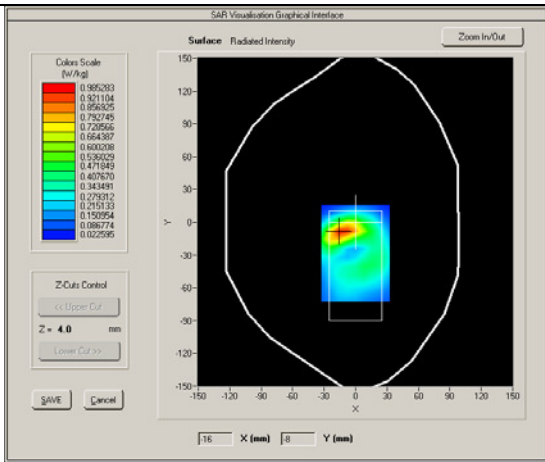 SAR Visualisation Graphical Interface
Surface Radiated Intensity
Zoom In/Out
Colors Scale
(W/kg)
0.985283
0.921104
0.856925
0.792745
0.728566
0.664387
0.600208
0.536029
0.471849
0.407670
0.343491
0.279312
0.215133
0.150954
0.086774
0.022595
Z-Cuts Control
<< Upper Cut
Z = 4.0 mm
Lower Cut >>
SAVE Cancel
150
120
90
60
30
0
-30
-60
-90
-120
-150
Y
-150 -120 -90 -60 -30 0 30 60 90 120 150
X
-16 X (mm) -8 Y (mm)